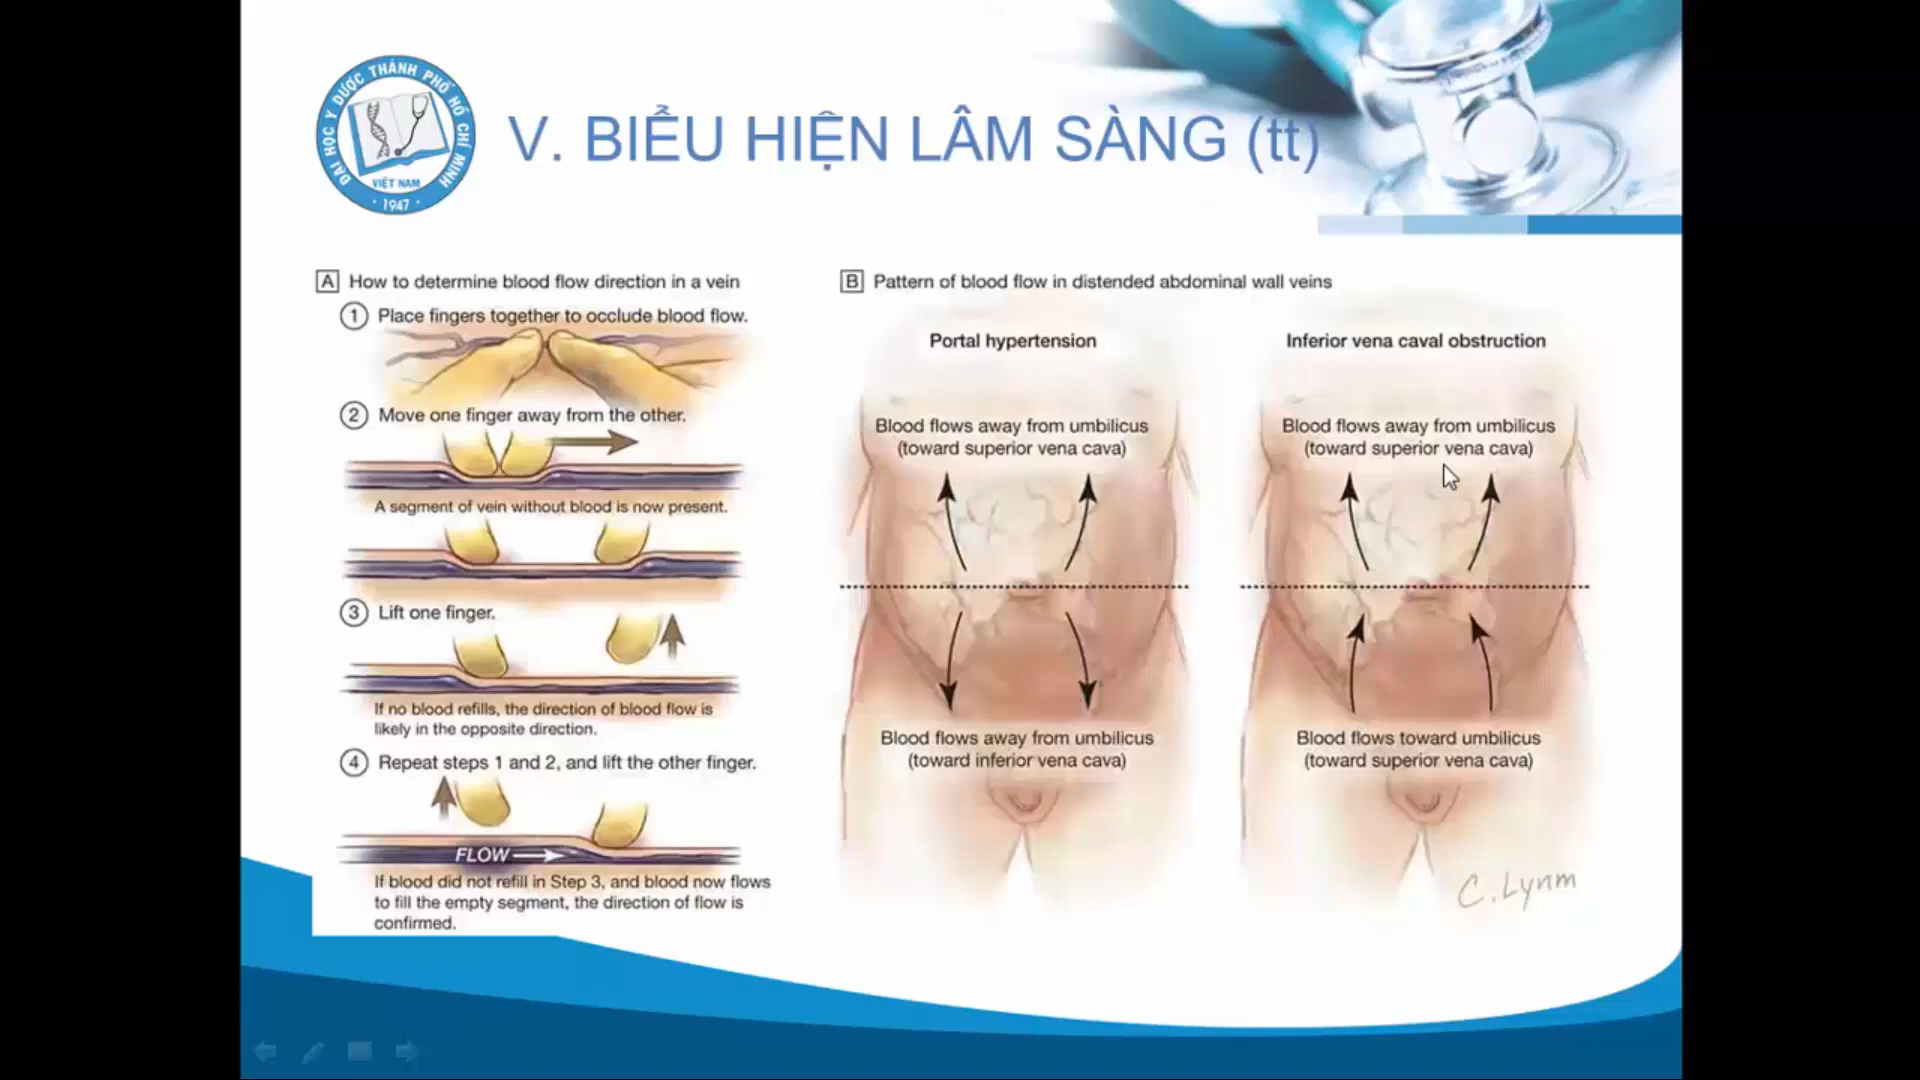 ĐẠI HỌC Y DƯỢC THÀNH PHỐ HỒ CHÍ MINH
VIỆT NAM
· 1947 ·
V. BIỂU HIỆN LÂM SÀNG (tt)
A How to determine blood flow direction in a vein
1 Place fingers together to occlude blood flow.
2 Move one finger away from the other.
A segment of vein without blood is now present.
3 Lift one finger.
If no blood refills, the direction of blood flow is
likely in the opposite direction.
4 Repeat steps 1 and 2, and lift the other finger.
FLOW
If blood did not refill in Step 3, and blood now flows
to fill the empty segment, the direction of flow is
confirmed.
B Pattern of blood flow in distended abdominal wall veins
Portal hypertension
Blood flows away from umbilicus
(toward superior vena cava)
Blood flows away from umbilicus
(toward inferior vena cava)
Inferior vena caval obstruction
Blood flows away from umbilicus
(toward superior vena cava)
Blood flows toward umbilicus
(toward superior vena cava)
C. Lynm